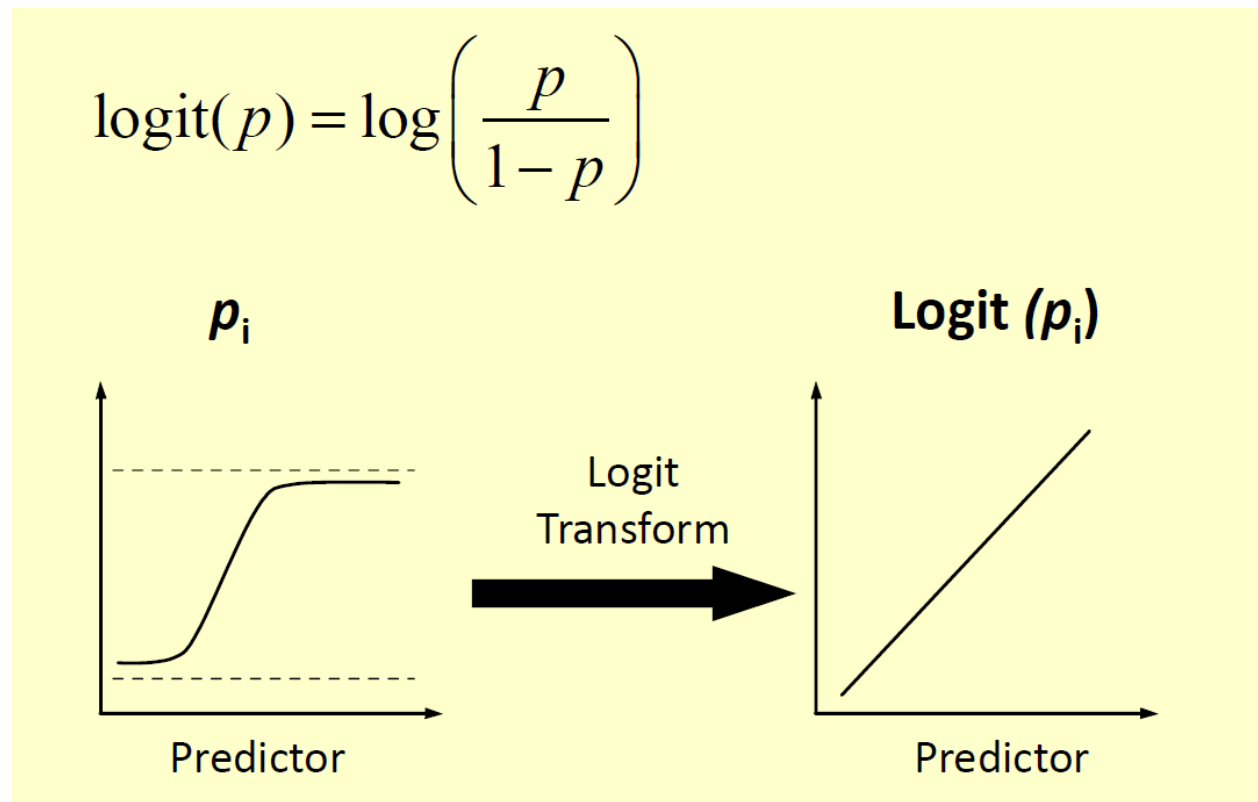 logit(p) = log(p / (1 − p))
pᵢ
Logit (pᵢ)
Logit
Transform
Predictor
Predictor